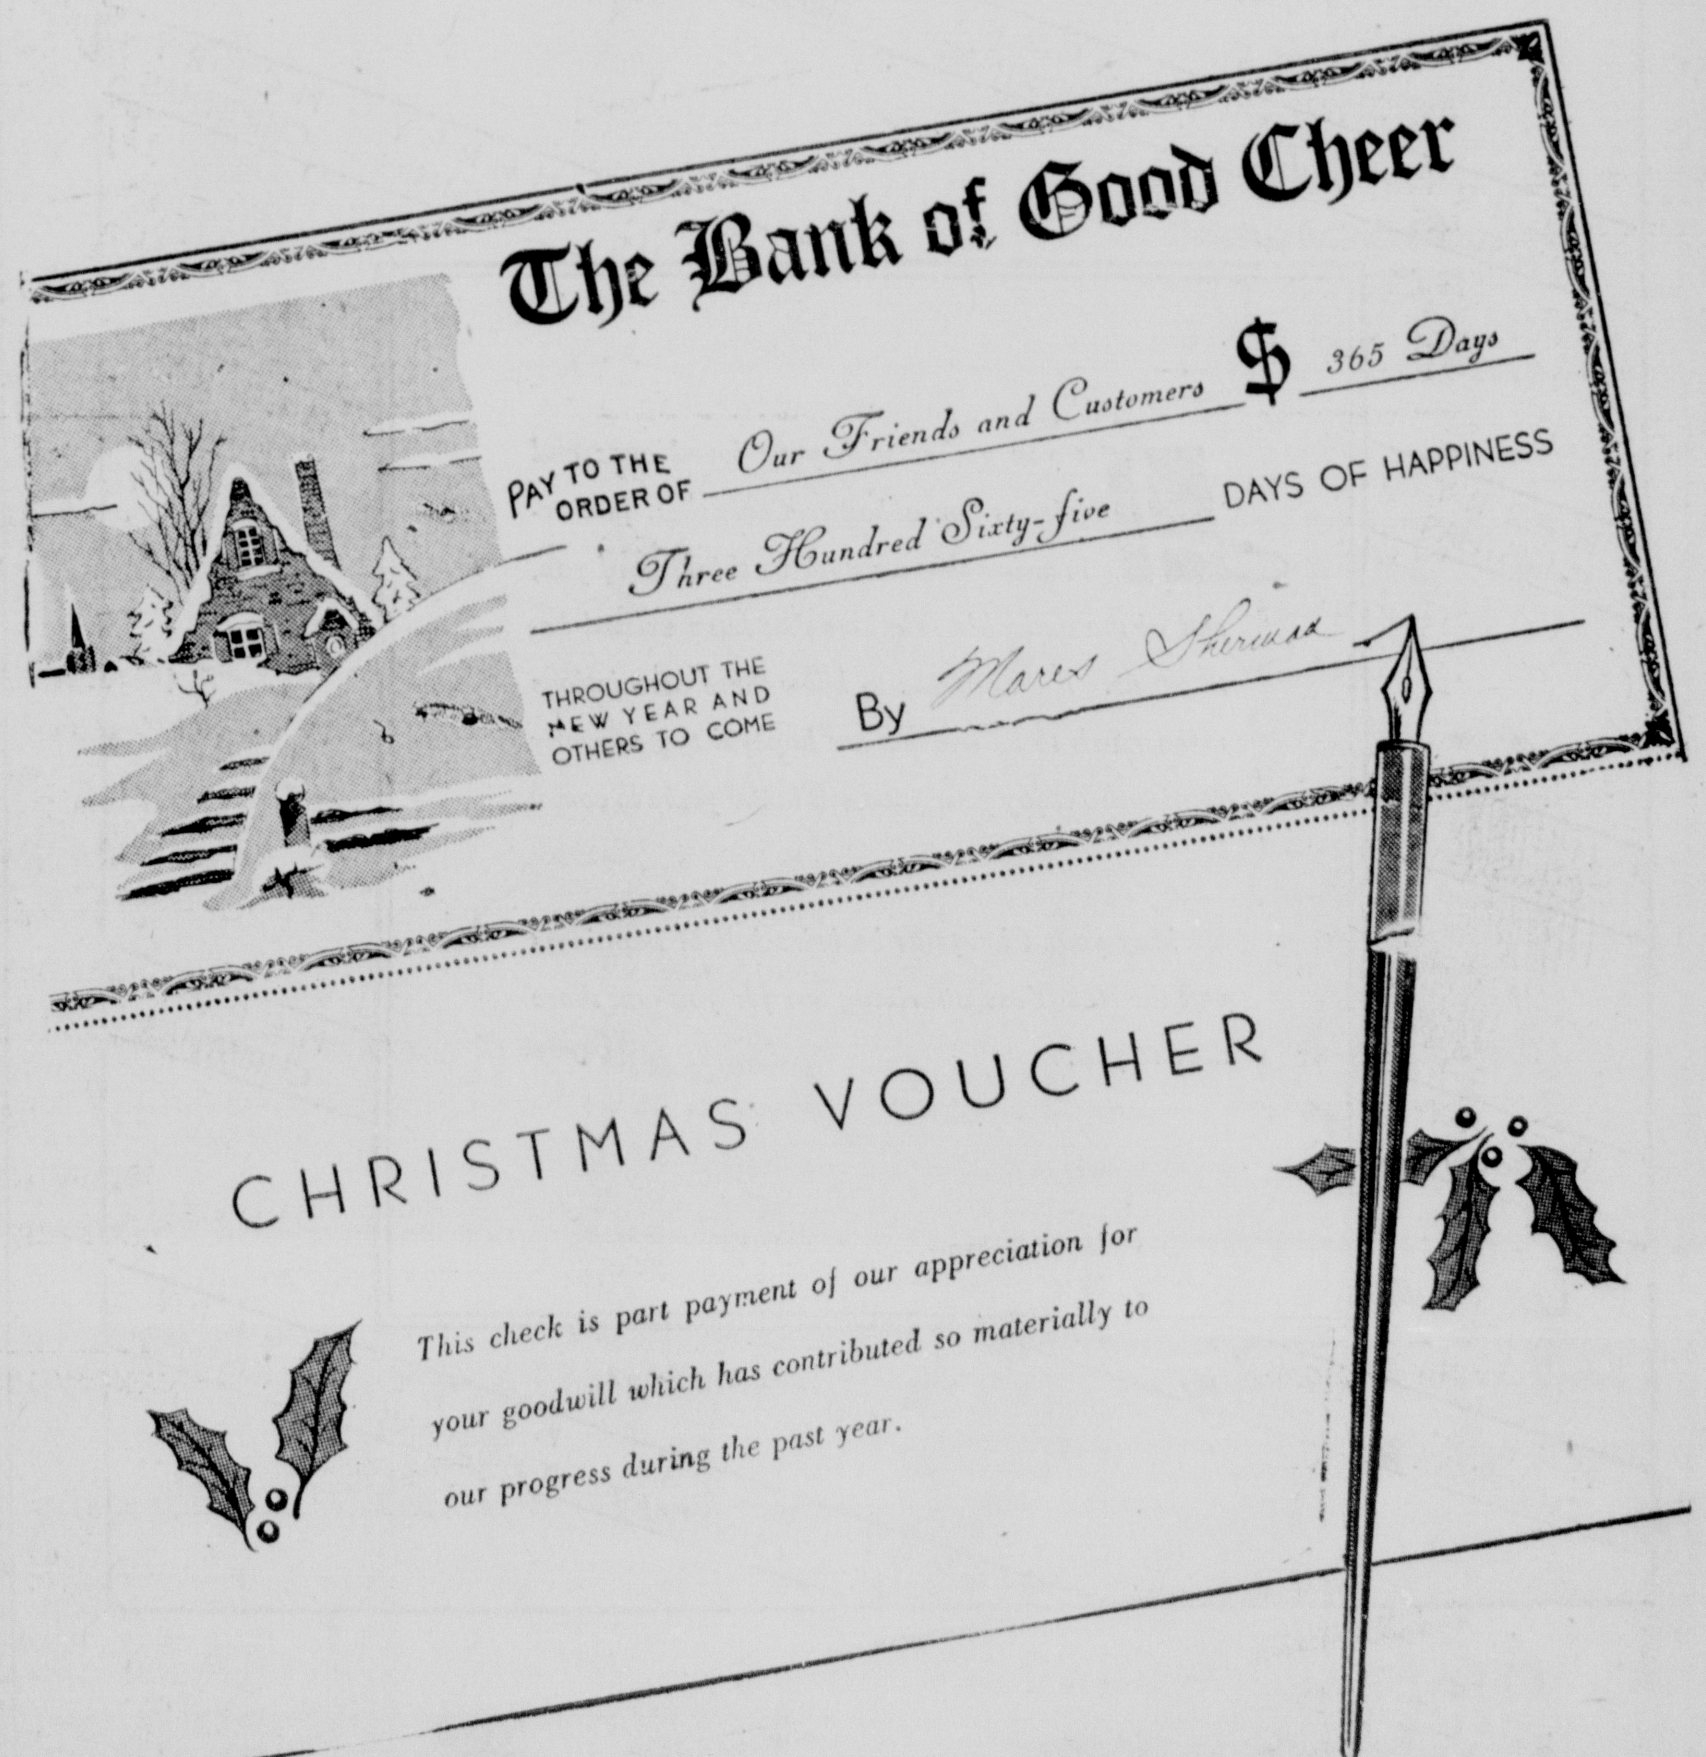 The Bank of Good Cheer
PAY TO THE
ORDER OF
Our Friends and Customers $ 365 Days
Three Hundred Sixty-five DAYS OF HAPPINESS
THROUGHOUT THE
NEW YEAR AND
OTHERS TO COME
By
CHRISTMAS VOUCHER
This check is part payment of our appreciation for
your goodwill which has contributed so materially to
our progress during the past year.